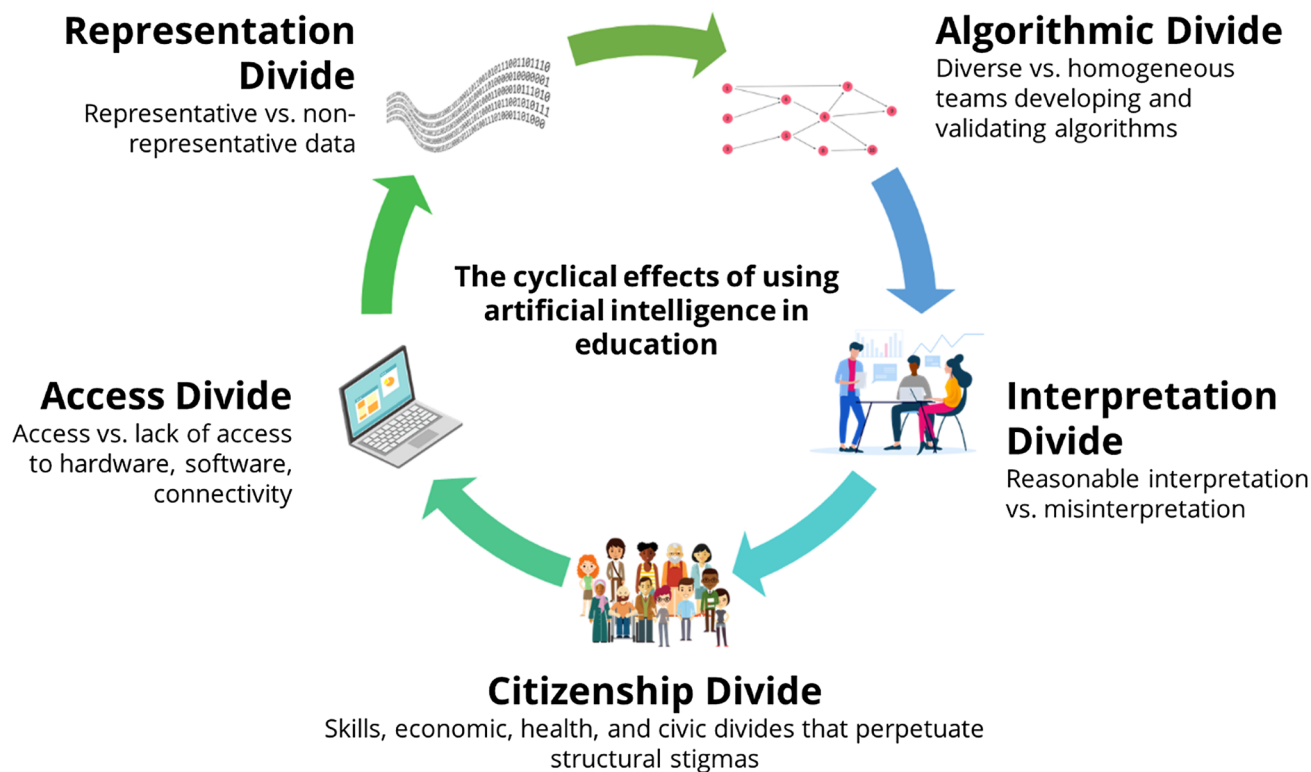 Representation
Divide
Representative vs. non-
representative data
Algorithmic Divide
Diverse vs. homogeneous
teams developing and
validating algorithms
The cyclical effects of using
artificial intelligence in
education
Access Divide
Access vs. lack of access
to hardware, software,
connectivity
Interpretation
Divide
Reasonable interpretation
vs. misinterpretation
Citizenship Divide
Skills, economic, health, and civic divides that perpetuate
structural stigmas